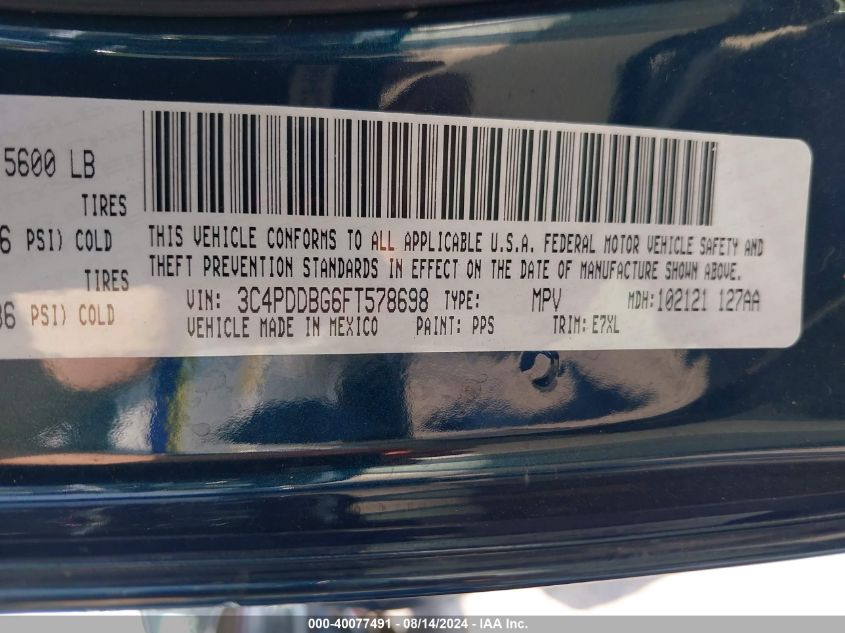 5600 LB
TIRES
6 PSI) COLD
TIRES
36 PSI) COLD
THIS VEHICLE CONFORMS TO ALL APPLICABLE U.S.A. FEDERAL MOTOR VEHICLE SAFETY AND
THEFT PREVENTION STANDARDS IN EFFECT ON THE DATE OF MANUFACTURE SHOWN ABOVE.
VIN: 3C4PDDBG6FT578698 TYPE: MPV MDH: 102121 127AA
VEHICLE MADE IN MEXICO PAINT: PPS TRIM: E7XL
000-40077491 - 08/14/2024 - IAA Inc.